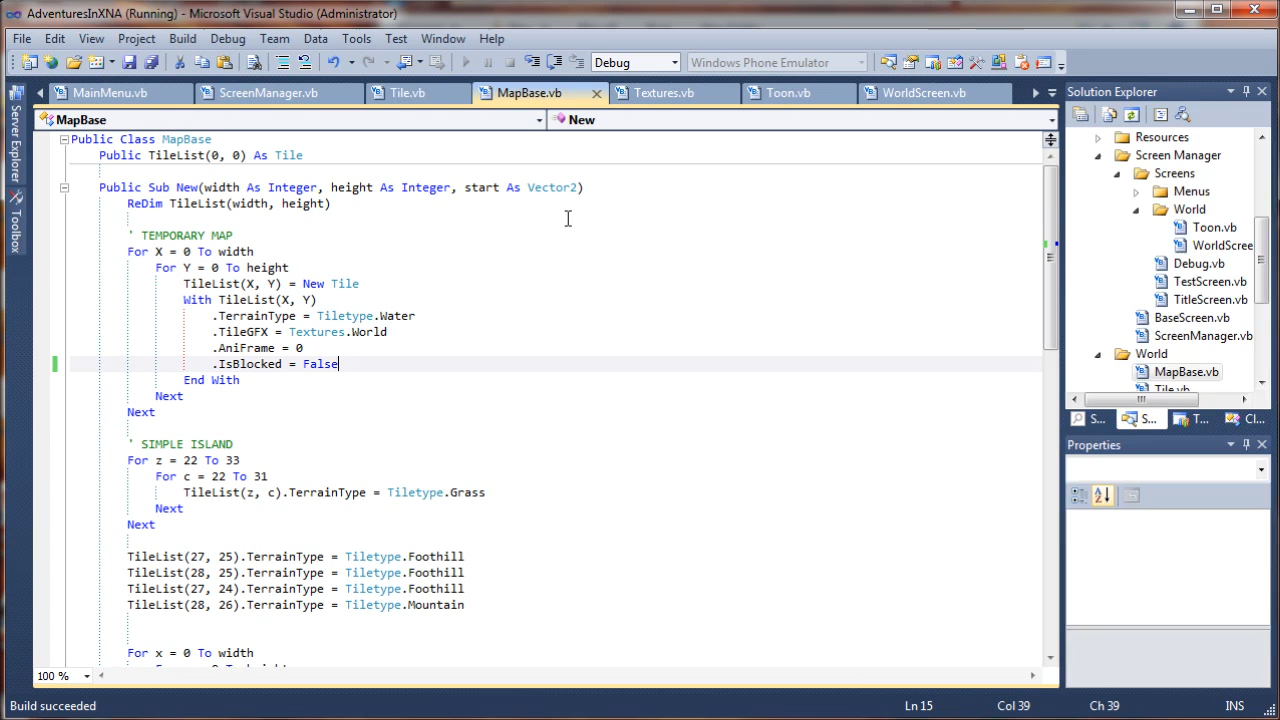 AdventuresInXNA (Running) - Microsoft Visual Studio (Administrator)
File Edit View Project Build Debug Team Data Tools Test Window Help
Debug Windows Phone Emulator
MainMenu.vb ScreenManager.vb Tile.vb MapBase.vb Textures.vb Toon.vb WorldScreen.vb
Solution Explorer
Server Explorer
Toolbox
MapBase New
Public Class MapBase
Public TileList(0, 0) As Tile
Public Sub New(width As Integer, height As Integer, start As Vector2)
ReDim TileList(width, height)
' TEMPORARY MAP
For X = 0 To width
For Y = 0 To height
TileList(X, Y) = New Tile
With TileList(X, Y)
.TerrainType = Tiletype.Water
.TileGFX = Textures.World
.AniFrame = 0
.IsBlocked = False
End With
Next
Next
' SIMPLE ISLAND
For z = 22 To 33
For c = 22 To 31
TileList(z, c).TerrainType = Tiletype.Grass
Next
Next
TileList(27, 25).TerrainType = Tiletype.Foothill
TileList(28, 25).TerrainType = Tiletype.Foothill
TileList(27, 24).TerrainType = Tiletype.Foothill
TileList(28, 26).TerrainType = Tiletype.Mountain
For x = 0 To width
100 %
Resources
Screen Manager
Screens
Menus
World
Toon.vb
WorldScree
Debug.vb
TestScreen.vb
TitleScreen.vb
BaseScreen.vb
ScreenManager.vb
World
MapBase.vb
Tile.vb
S... S... T... Cl...
Properties
Build succeeded Ln 15 Col 39 Ch 39 INS